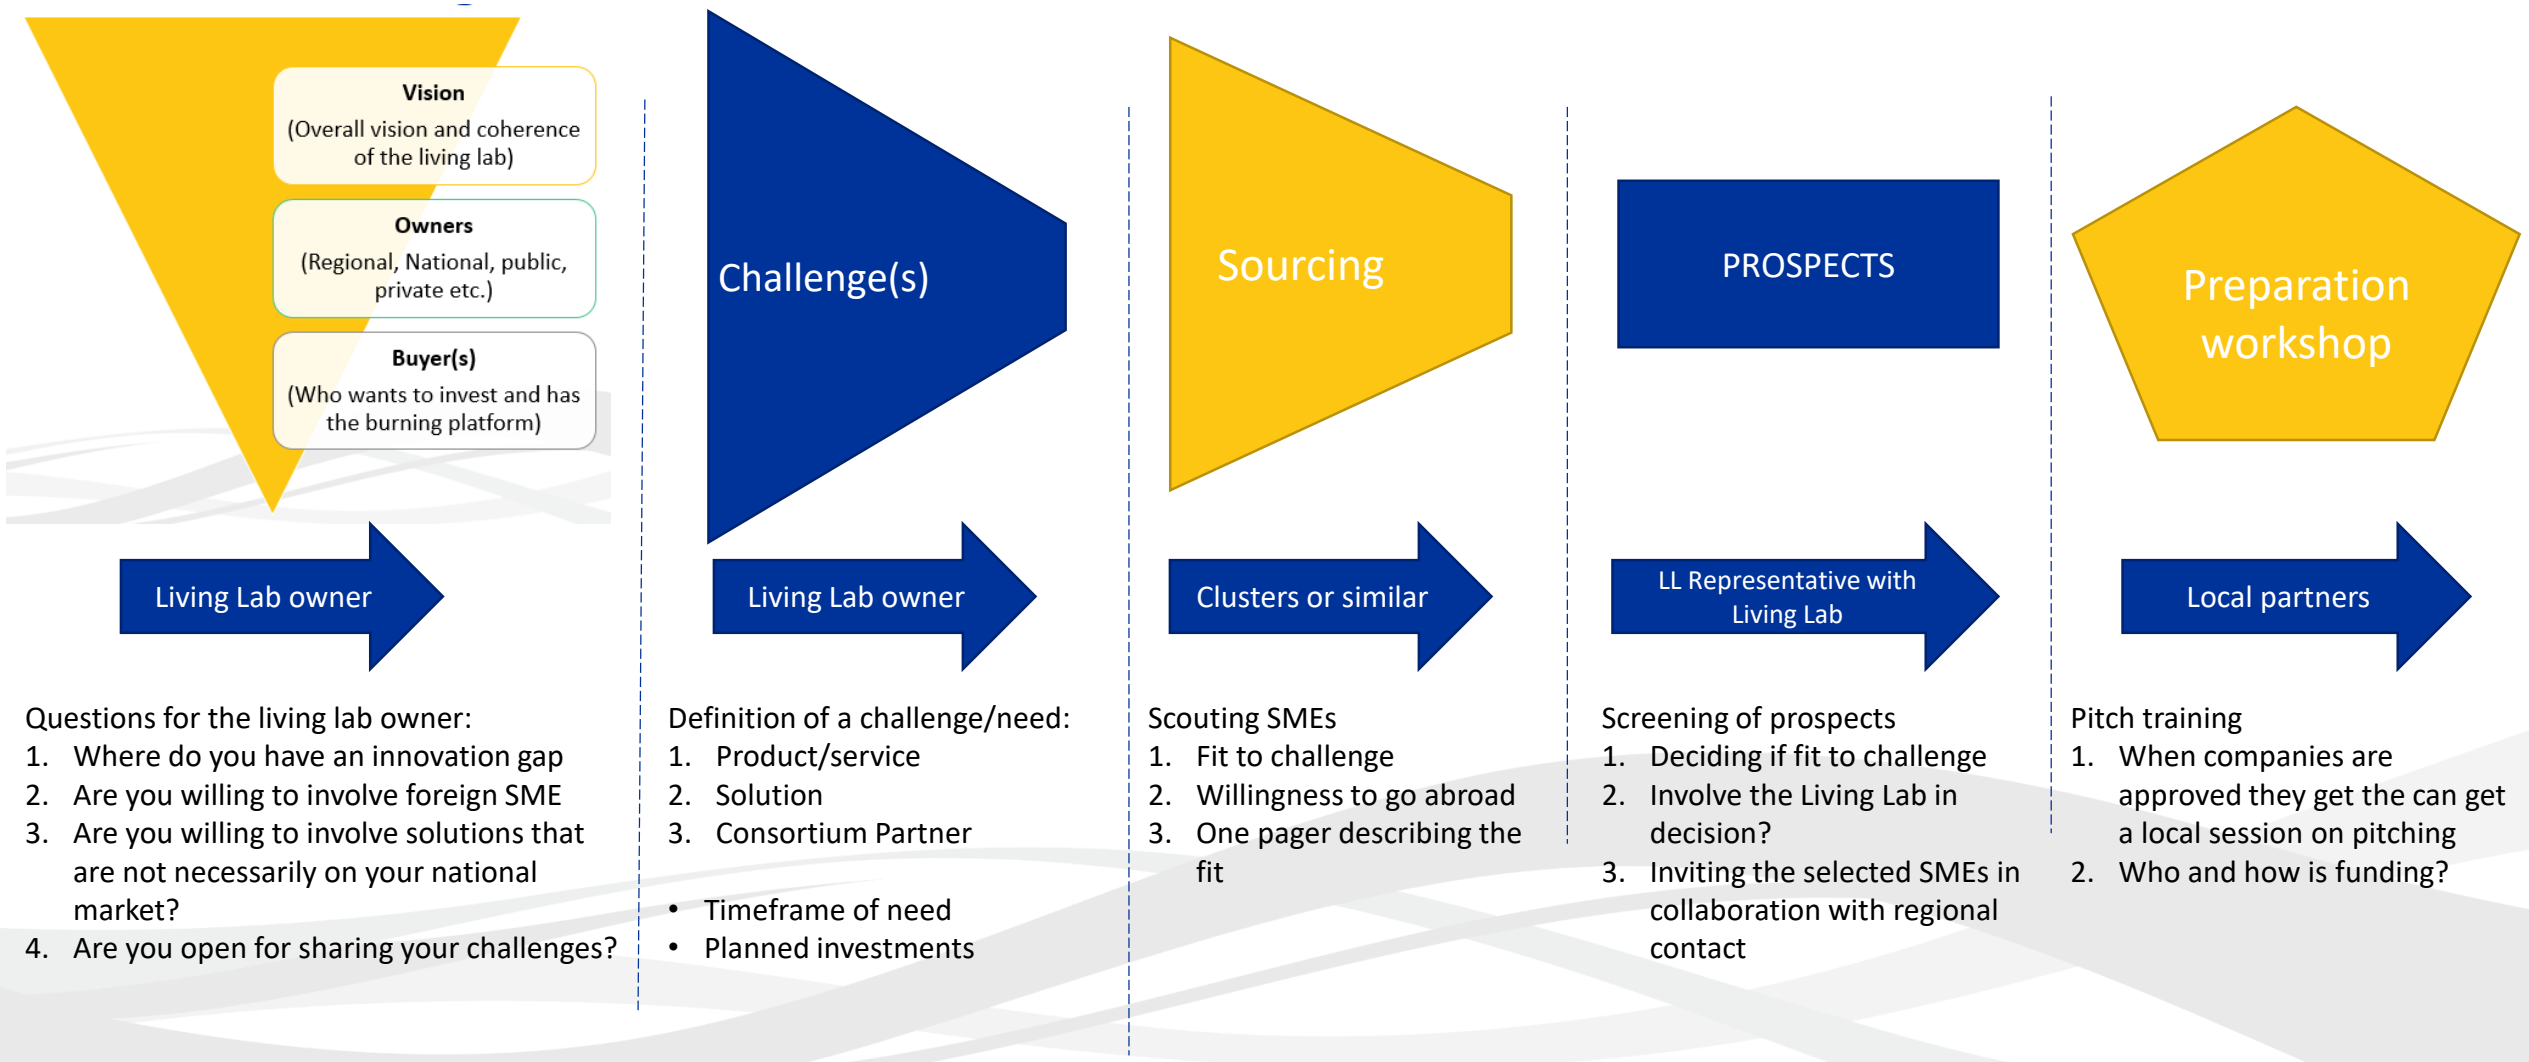 Vision
(Overall vision and coherence
of the living lab)
Owners
(Regional, National, public,
private etc.)
Buyer(s)
(Who wants to invest and has
the burning platform)
Living Lab owner
Questions for the living lab owner:
1. Where do you have an innovation gap
2. Are you willing to involve foreign SME
3. Are you willing to involve solutions that
are not necessarily on your national
market?
4. Are you open for sharing your challenges?
Challenge(s)
Living Lab owner
Definition of a challenge/need:
1. Product/service
2. Solution
3. Consortium Partner
• Timeframe of need
• Planned investments
Sourcing
Clusters or similar
Scouting SMEs
1. Fit to challenge
2. Willingness to go abroad
3. One pager describing the
fit
PROSPECTS
LL Representative with
Living Lab
Screening of prospects
1. Deciding if fit to challenge
2. Involve the Living Lab in
decision?
3. Inviting the selected SMEs in
collaboration with regional
contact
Preparation
workshop
Local partners
Pitch training
1. When companies are
approved they get the can get
a local session on pitching
2. Who and how is funding?